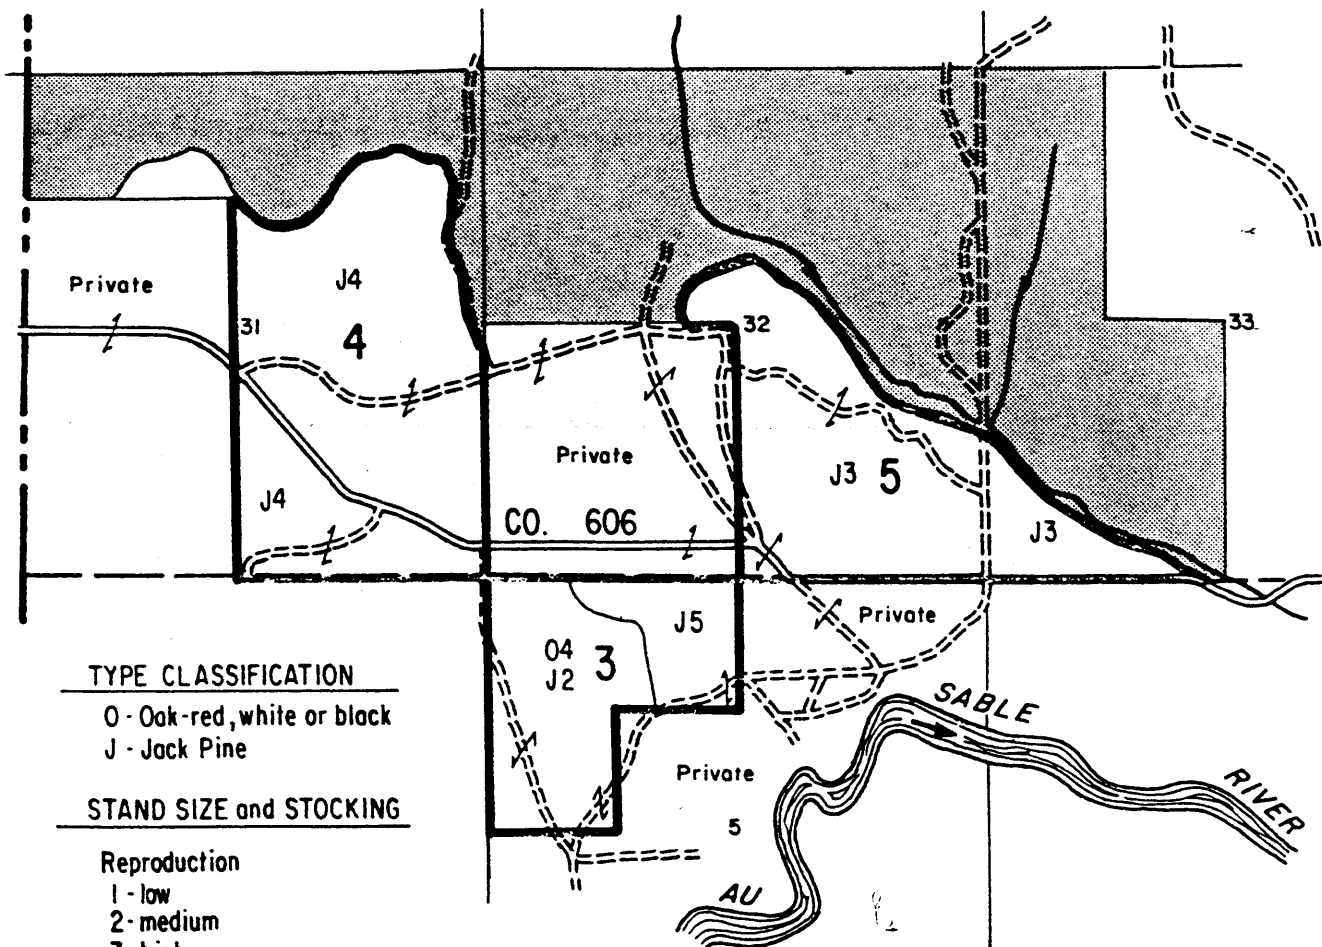 Private
J4
31
4
32
33
Private
J3 5
J4
CO. 606
J3
J5
Private
04
J2
3
TYPE CLASSIFICATION
O - Oak-red, white or black
J - Jack Pine
SABLE
RIVER
Private
STAND SIZE and STOCKING
5
Reproduction
1 - low
2 - medium
AU